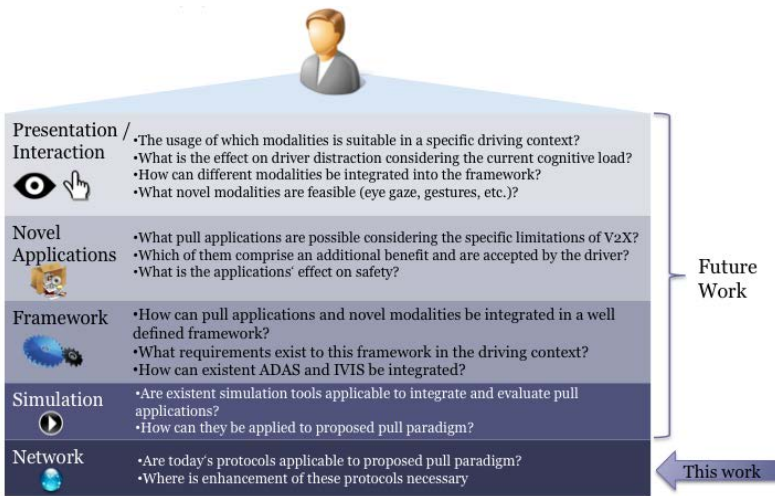 Presentation /
Interaction
•The usage of which modalities is suitable in a specific driving context?
•What is the effect on driver distraction considering the current cognitive load?
•How can different modalities be integrated into the framework?
•What novel modalities are feasible (eye gaze, gestures, etc.)?
Novel
Applications
•What pull applications are possible considering the specific limitations of V2X?
•Which of them comprise an additional benefit and are accepted by the driver?
•What is the applications‘ effect on safety?
Framework
•How can pull applications and novel modalities be integrated in a well
defined framework?
•What requirements exist to this framework in the driving context?
•How can existent ADAS and IVIS be integrated?
Simulation
•Are existent simulation tools applicable to integrate and evaluate pull
applications?
•How can they be applied to proposed pull paradigm?
Network
•Are today‘s protocols applicable to proposed pull paradigm?
•Where is enhancement of these protocols necessary
Future
Work
This work